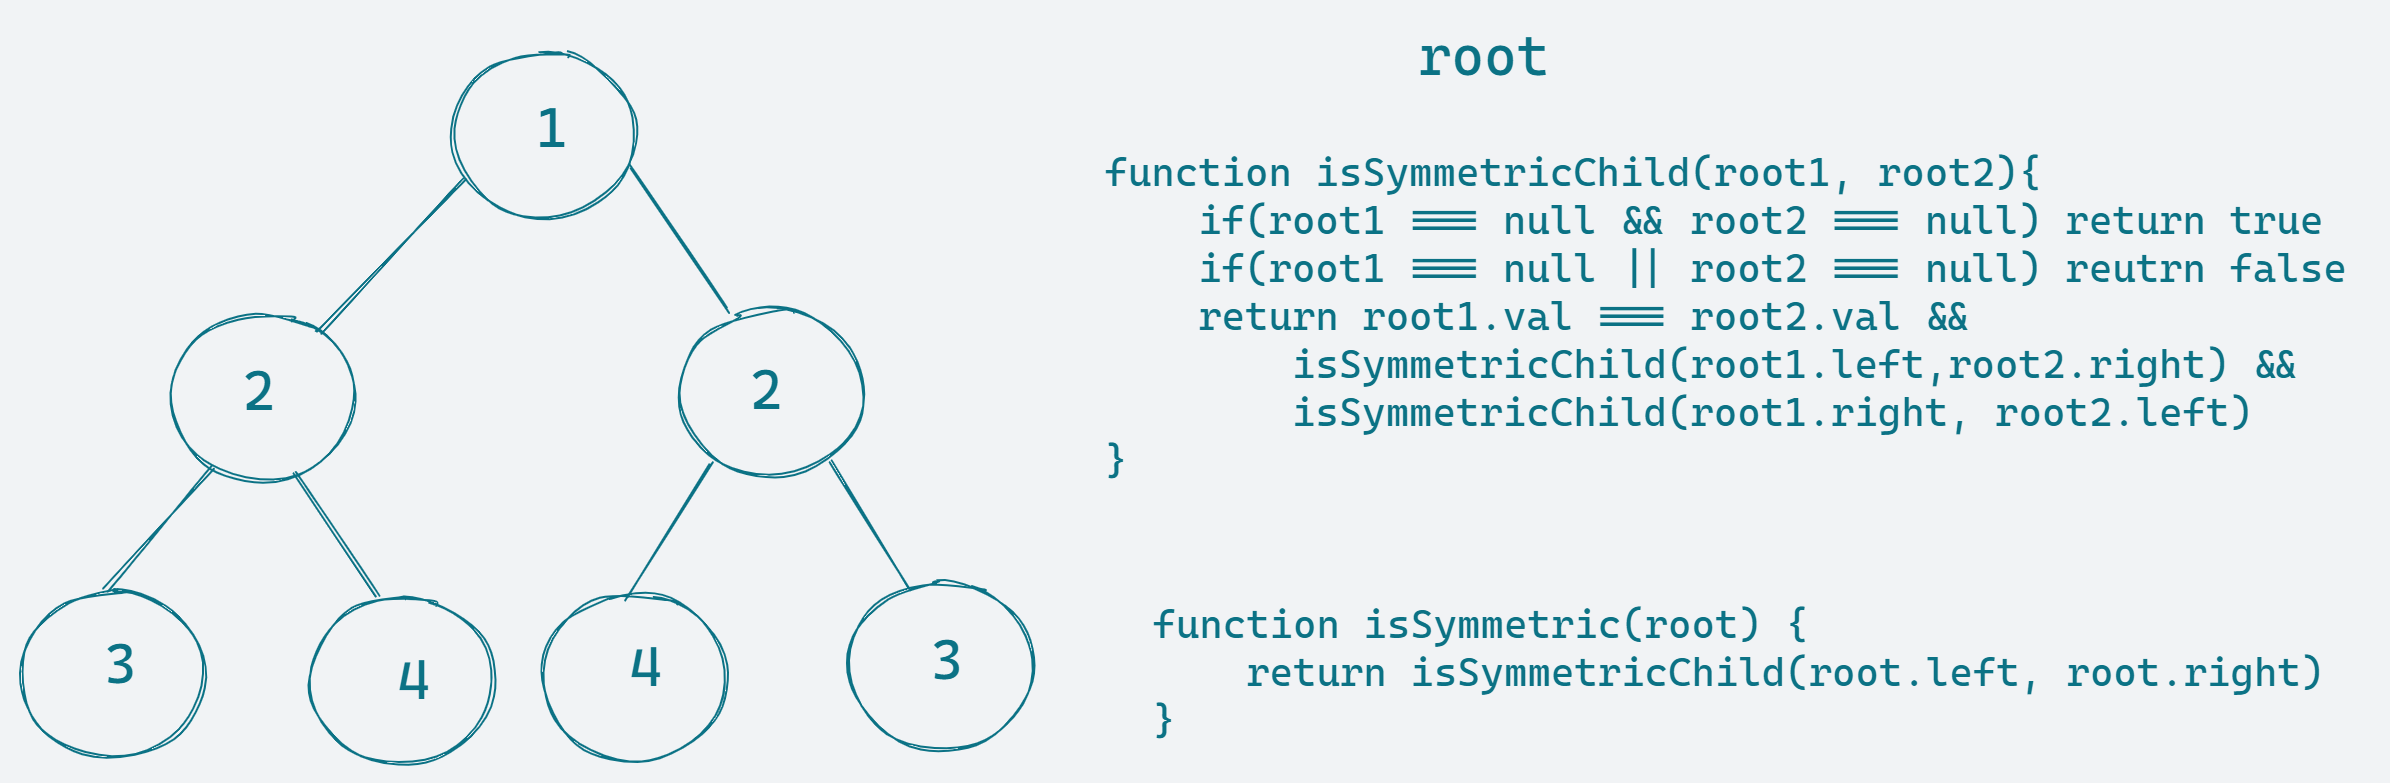 1
2
2
3
4
4
3
root
function isSymmetricChild(root1, root2){
    if(root1 === null && root2 === null) return true
    if(root1 === null || root2 === null) reutrn false
    return root1.val === root2.val &&
        isSymmetricChild(root1.left,root2.right) &&
        isSymmetricChild(root1.right, root2.left)
}
function isSymmetric(root) {
    return isSymmetricChild(root.left, root.right)
}